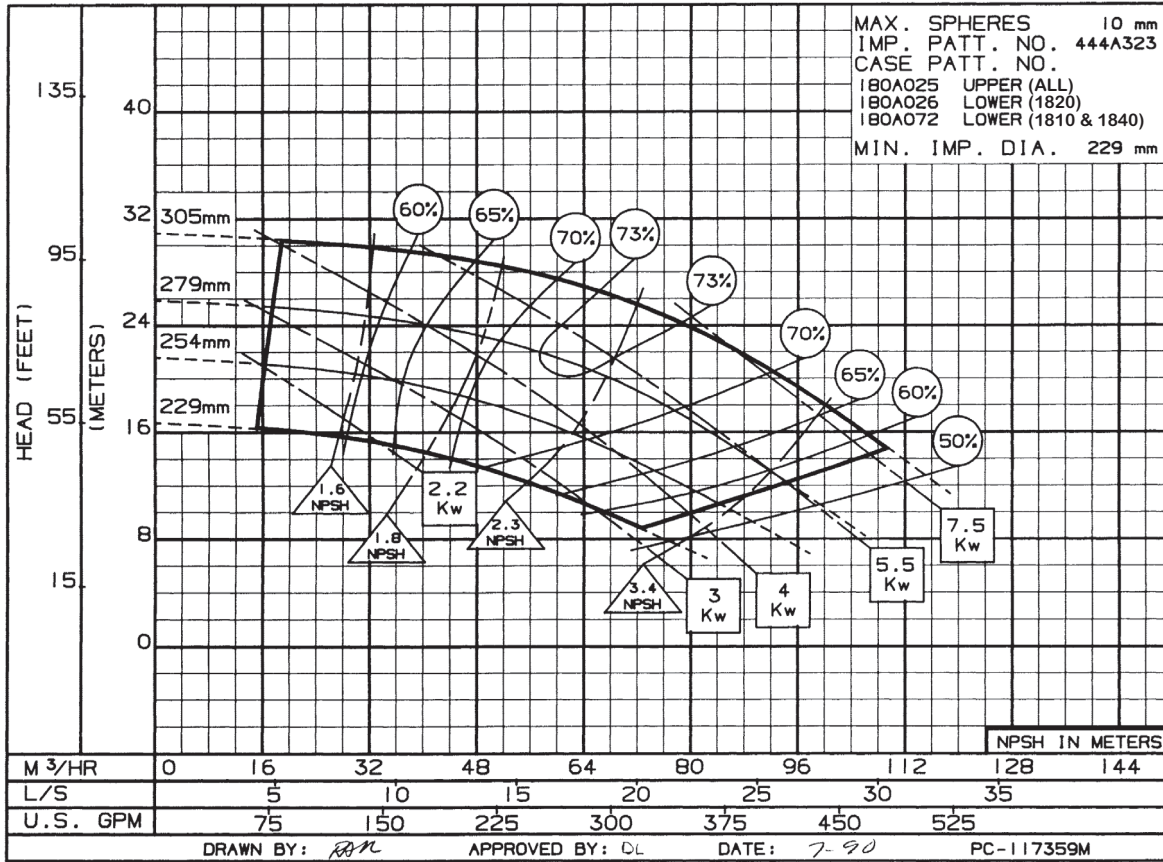 MAX. SPHERES 10 mm
IMP. PATT. NO. 444A323
CASE PATT. NO.
180A025 UPPER (ALL)
180A026 LOWER (1820)
180A072 LOWER (1810 & 1840)
MIN. IMP. DIA. 229 mm
HEAD (FEET)
(METERS)
135
95
55
15
40
32
24
16
8
0
305mm
279mm
254mm
229mm
60%
65%
70%
73%
73%
70%
65%
60%
50%
1.6 NPSH
1.8 NPSH
2.2 Kw
2.3 NPSH
3.4 NPSH
3 Kw
4 Kw
5.5 Kw
7.5 Kw
NPSH IN METERS
M³/HR 0 16 32 48 64 80 96 112 128 144
L/S 5 10 15 20 25 30 35
U.S. GPM 75 150 225 300 375 450 525
DRAWN BY: APPROVED BY: DL DATE: 7-90 PC-117359M